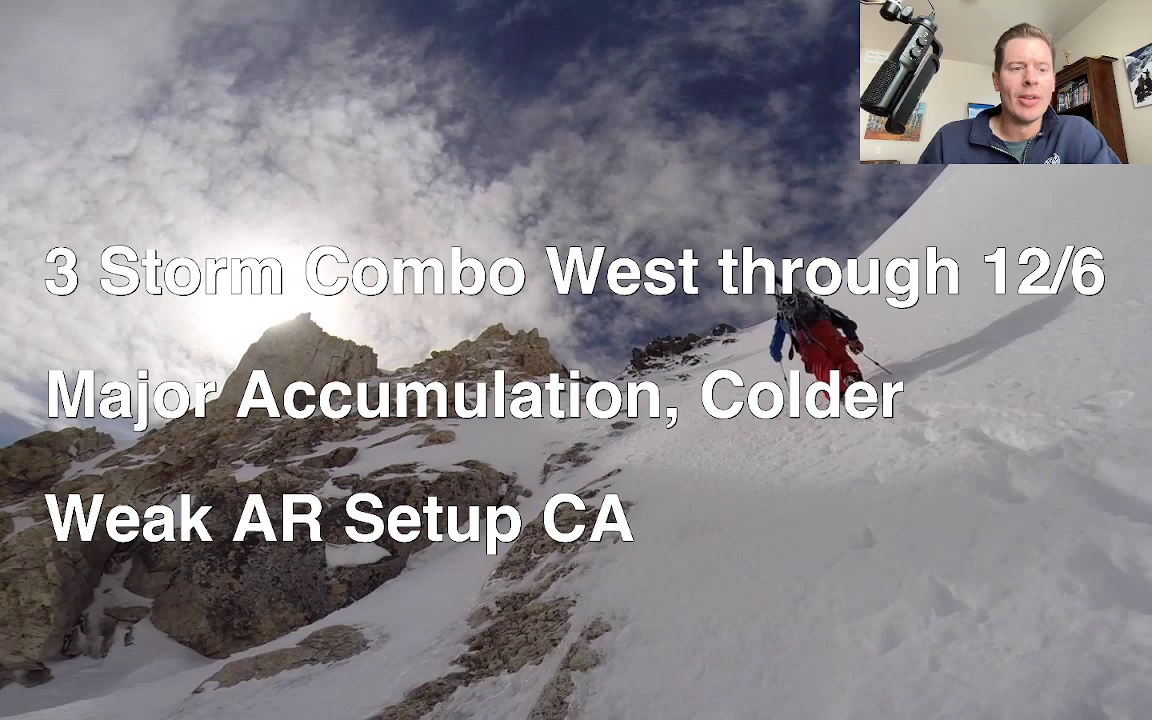 3 Storm Combo West through 12/6
Major Accumulation, Colder
Weak AR Setup CA